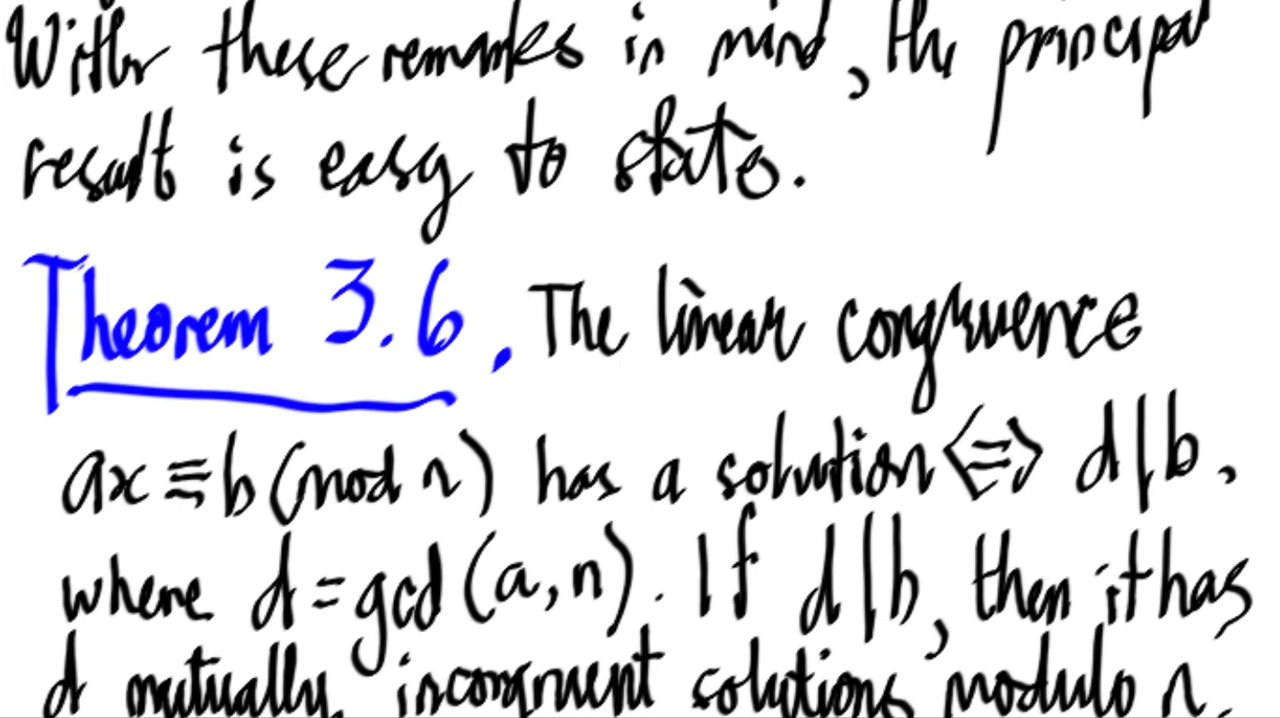 With these remarks in mind, the principal
result is easy to state.
Theorem 3.6. The linear congruence
ax ≡ b (mod n) has a solution <=> d|b,
where d = gcd (a, n). If d|b, then it has
d mutually incongruent solutions modulo n.